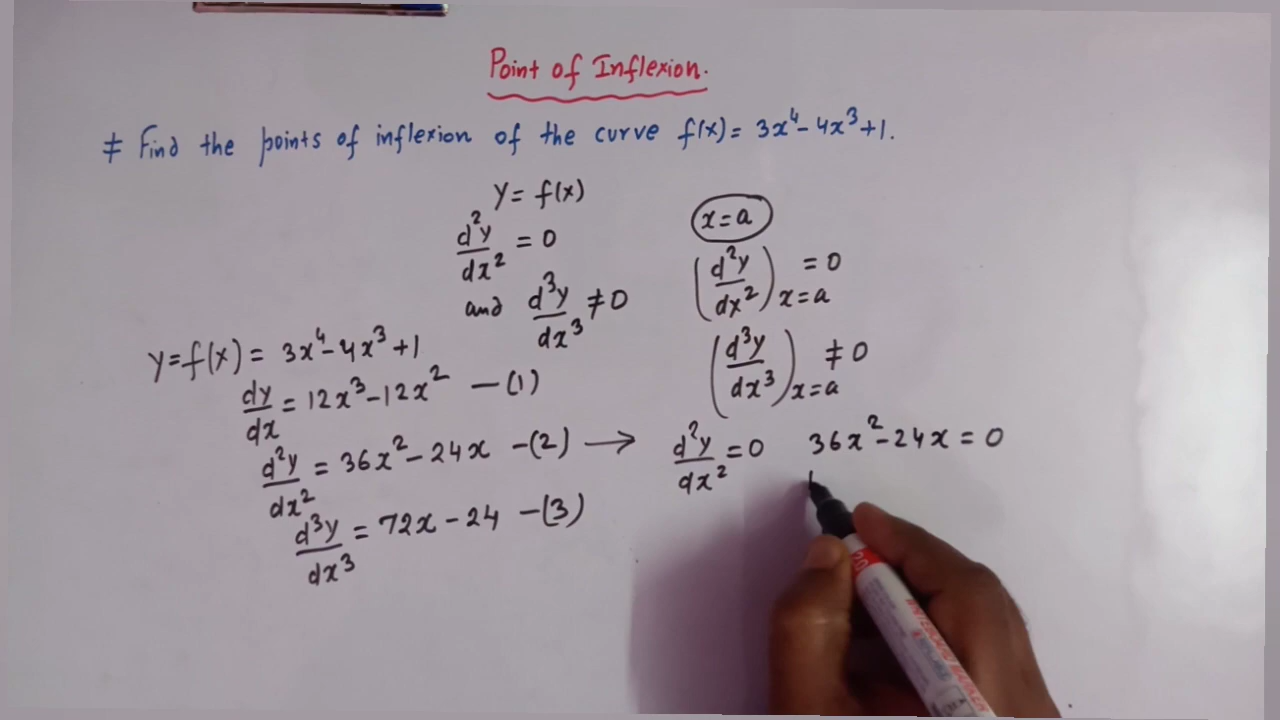 Point of Inflexion.
≠ Find the points of inflexion of the curve f(x) = 3x⁴ - 4x³ + 1.
y = f(x)
d²y/dx² = 0
and d³y/dx³ ≠ 0
x = a
(d²y/dx²)x=a = 0
(d³y/dx³)x=a ≠ 0
y = f(x) = 3x⁴ - 4x³ + 1
dy/dx = 12x³ - 12x² — (1)
d²y/dx² = 36x² - 24x - (2) → d²y/dx² = 0 36x² - 24x = 0
d³y/dx³ = 72x - 24 - (3)